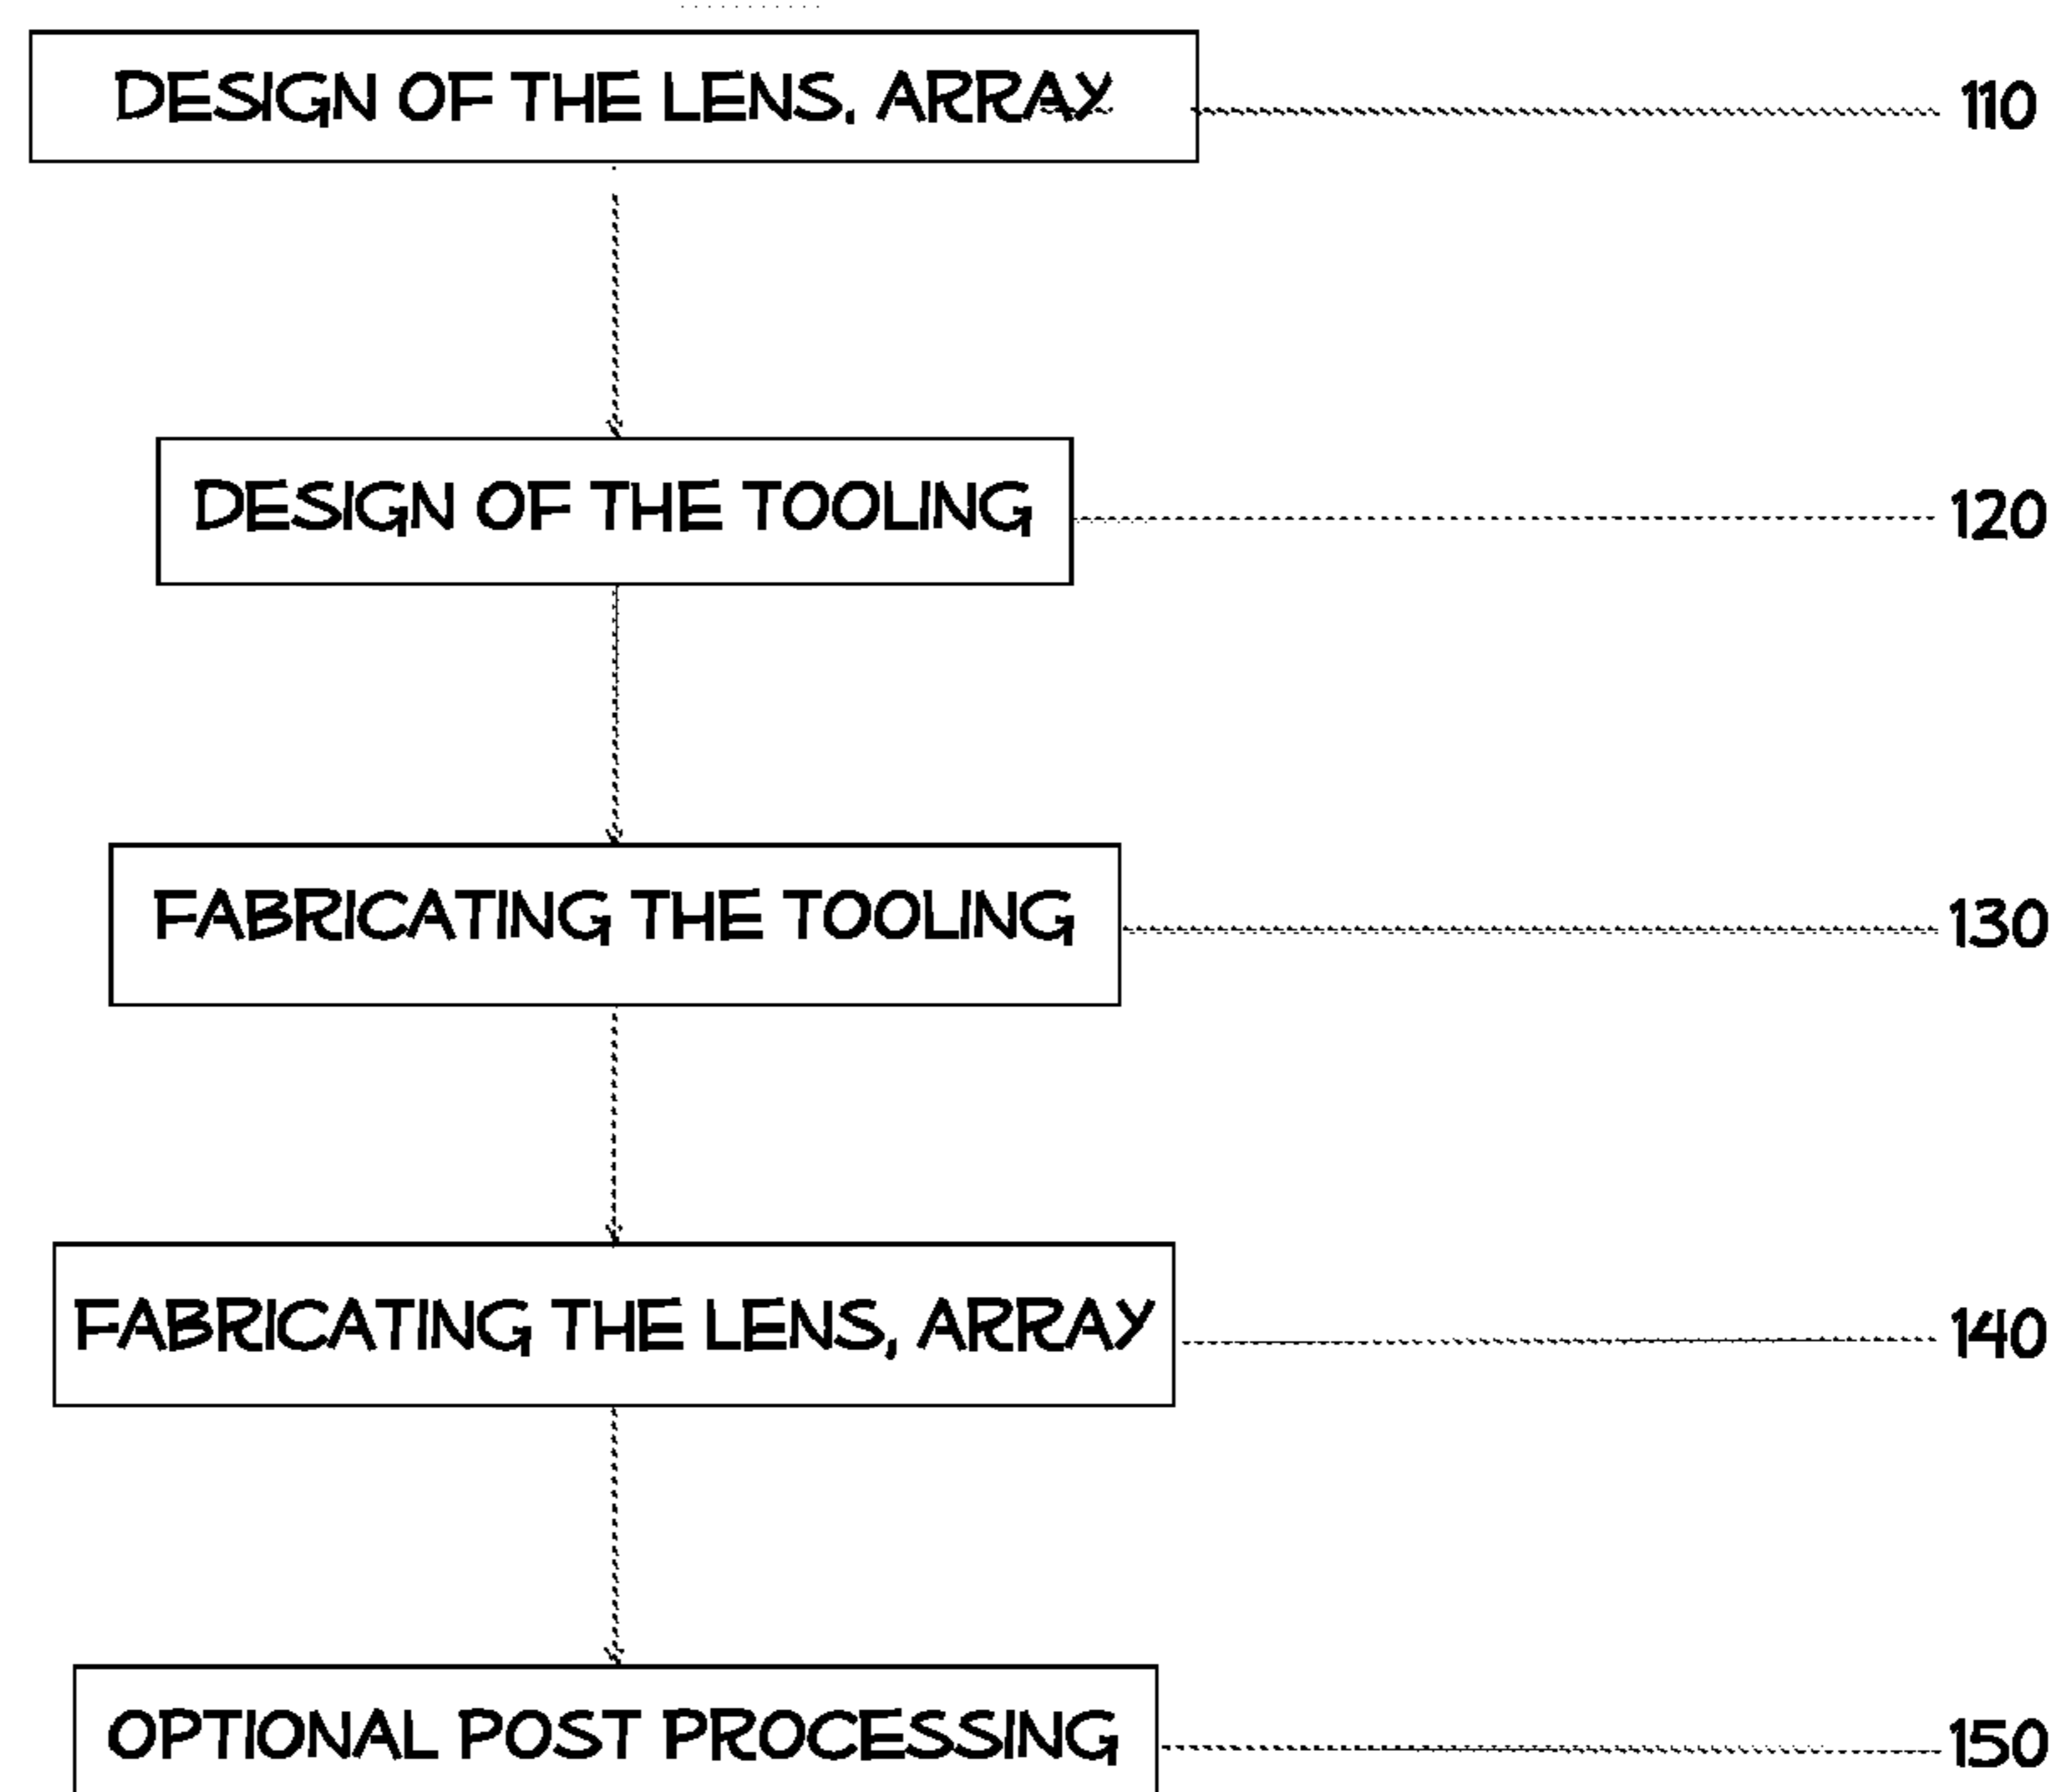 DESIGN OF THE LENS. ARRAY 110
DESIGN OF THE TOOLING 120
FABRICATING THE TOOLING 130
FABRICATING THE LENS, ARRAY 140
OPTIONAL POST PROCESSING 150